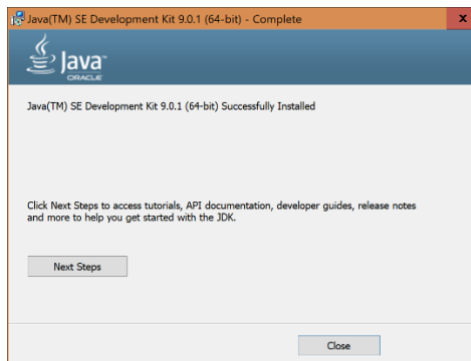 Java(TM) SE Development Kit 9.0.1 (64-bit) - Complete
x
Java™
ORACLE
Java(TM) SE Development Kit 9.0.1 (64-bit) Successfully Installed
Click Next Steps to access tutorials, API documentation, developer guides, release notes
and more to help you get started with the JDK.
Next Steps
Close